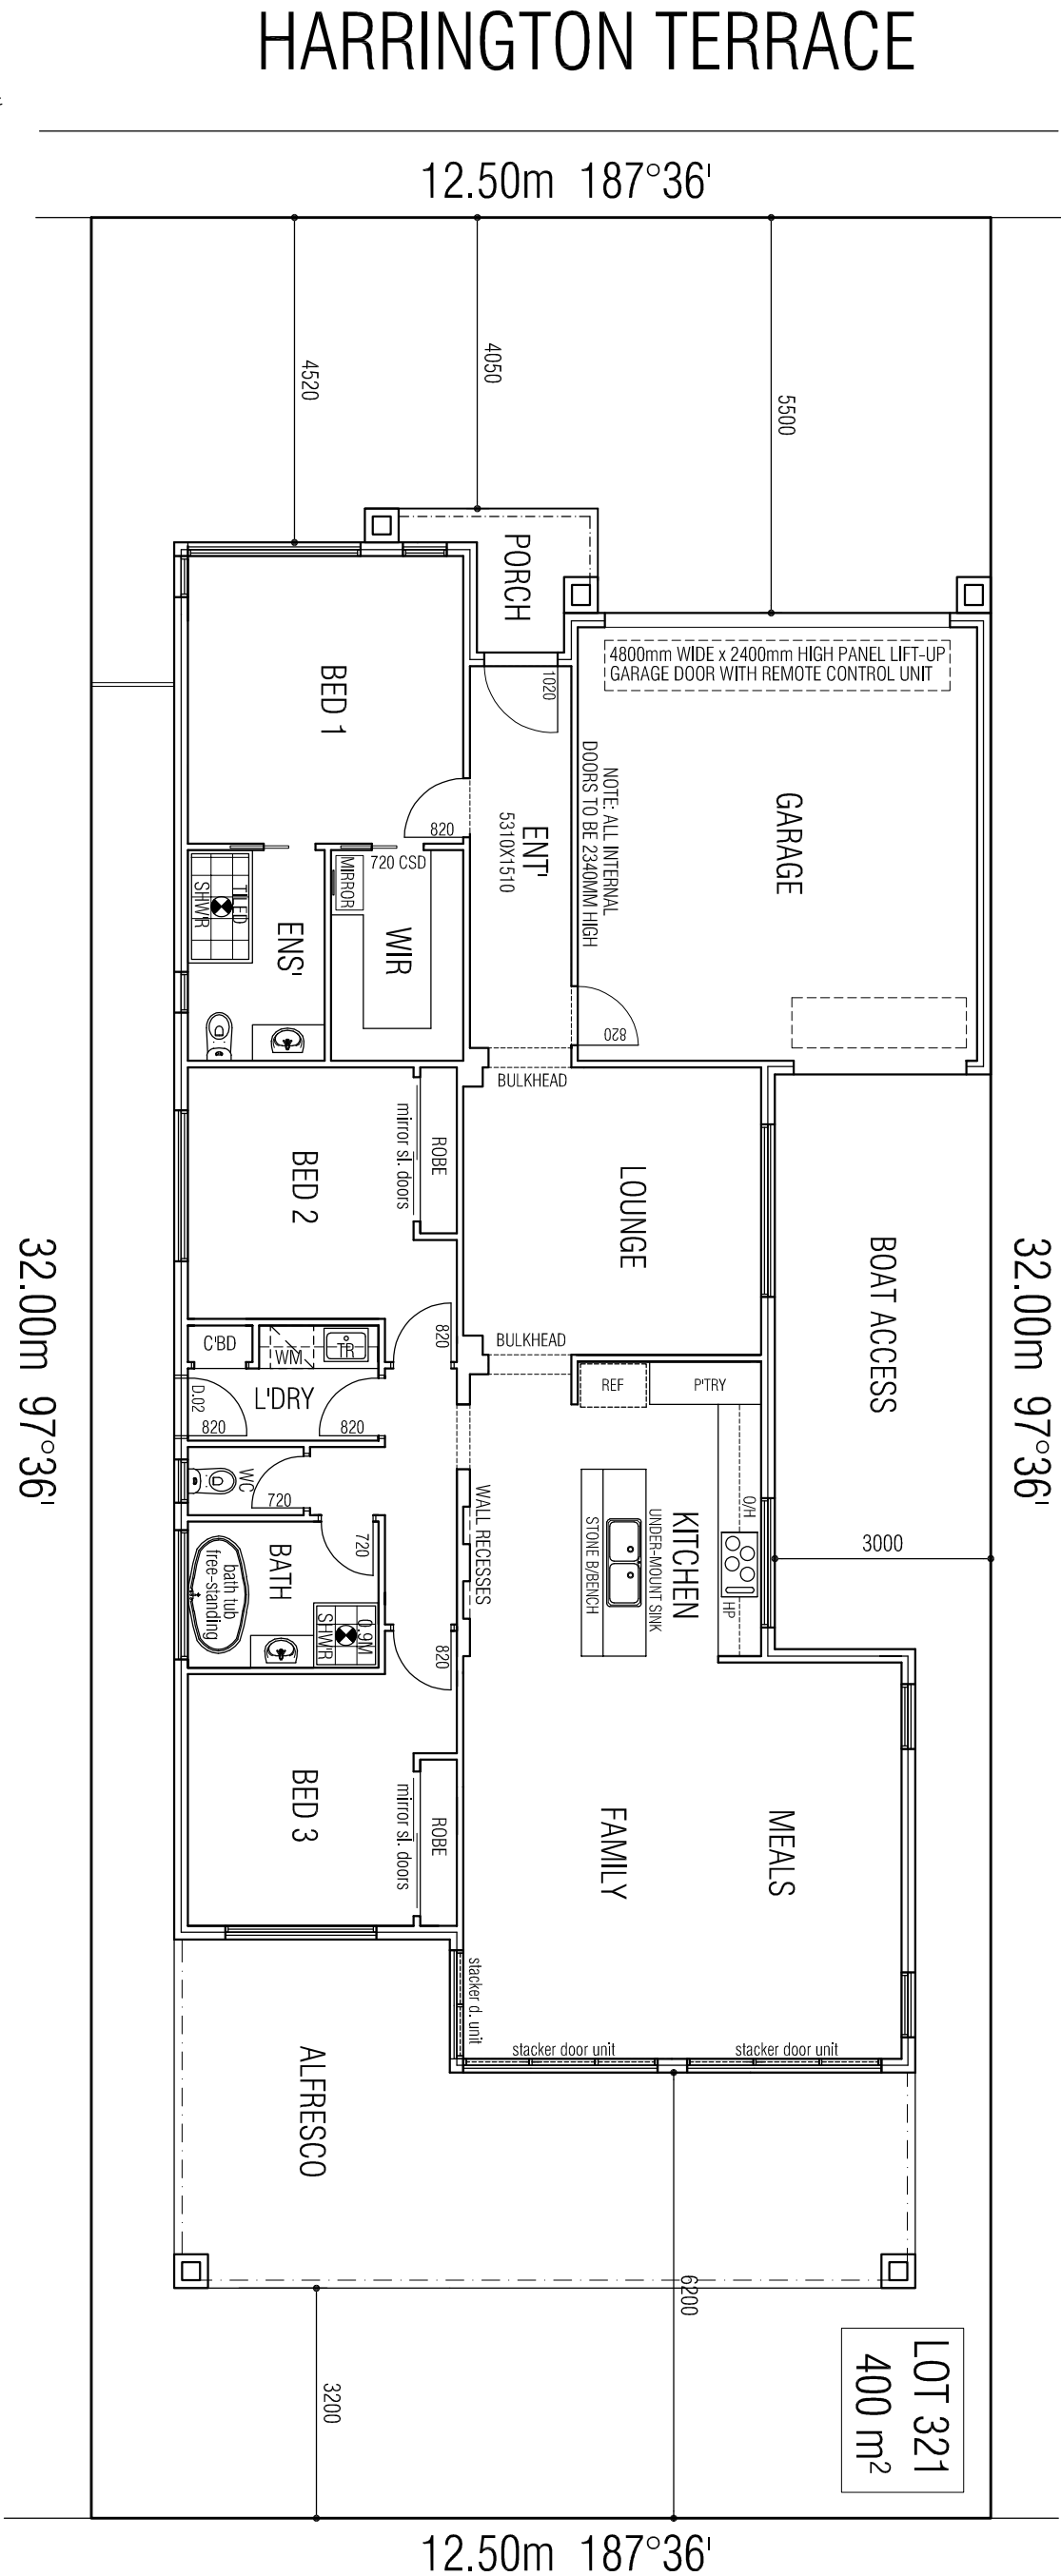 HARRINGTON TERRACE
12.50m 187°36'
4520
4050
5500
PORCH
4800mm WIDE x 2400mm HIGH PANEL LIFT-UP
GARAGE DOOR WITH REMOTE CONTROL UNIT
1020
BED 1
NOTE: ALL INTERNAL
DOORS TO BE 2340MM HIGH
GARAGE
820
ENT'
5310X1510
720 CSD
MIRROR
TILED
SHW'R
ENS'
WIR
820
BULKHEAD
ROBE
mirror sl. doors
BED 2
LOUNGE
BOAT ACCESS
32.00m 97°36'
32.00m 97°36'
820
BULKHEAD
C'BD
WM
TR
REF
P'TRY
L'DRY
D.02
820
820
WC
720
WALL RECESSES
O/H
KITCHEN
UNDER-MOUNT SINK
STONE B/BENCH
HP
3000
720
BATH
bath tub
free-standing
0.9M
SHW'R
820
BED 3
ROBE
mirror sl. doors
FAMILY
MEALS
stacker d. unit
stacker door unit
stacker door unit
ALFRESCO
6200
3200
LOT 321
400 m²
12.50m 187°36'